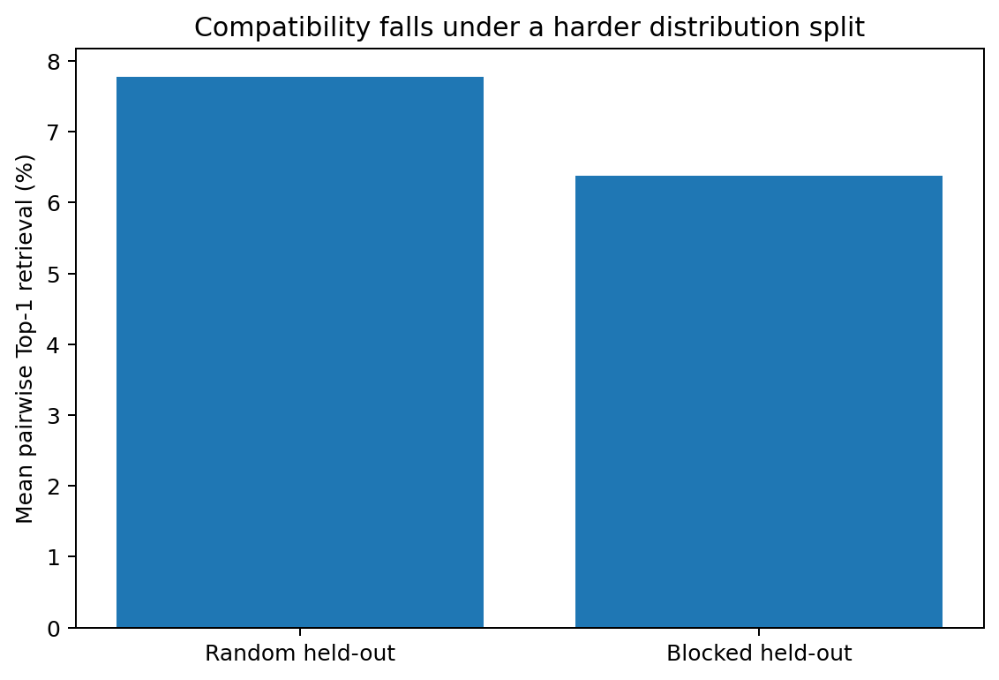 Compatibility falls under a harder distribution split
Mean pairwise Top-1 retrieval (%)
8
7
6
5
4
3
2
1
0
Random held-out
Blocked held-out